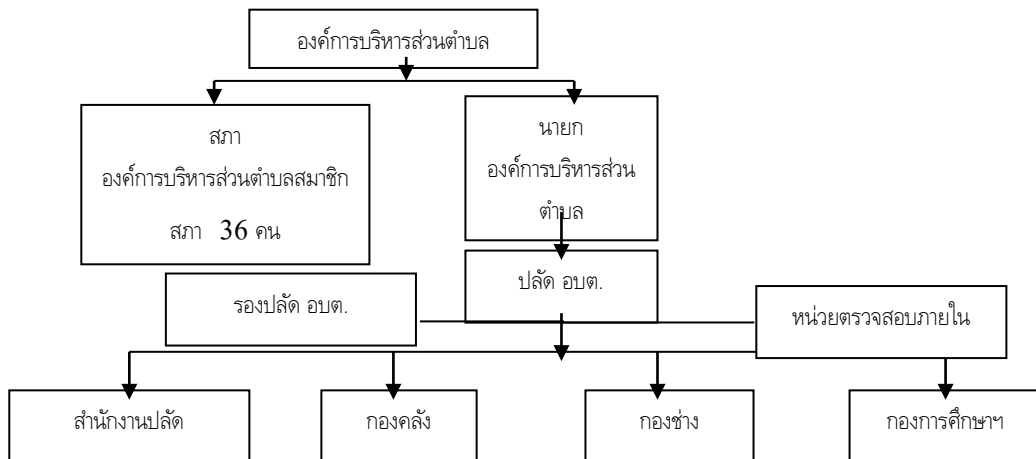 องค์การบริหารส่วนตำบล
สภา
องค์การบริหารส่วนตำบลสมาชิก
สภา 36 คน
นายก
องค์การบริหารส่วน
ตำบล
ปลัด อบต.
รองปลัด อบต.
หน่วยตรวจสอบภายใน
สำนักงานปลัด
กองคลัง
กองช่าง
กองการศึกษาฯ